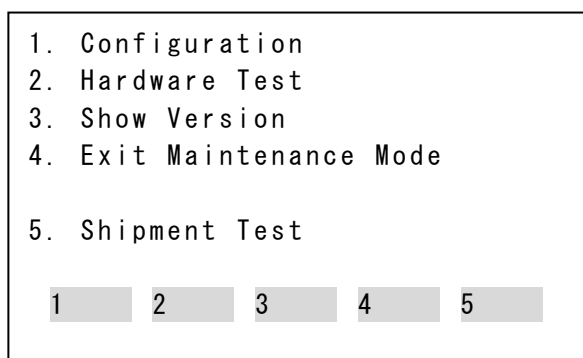 1. Configuration
2. Hardware Test
3. Show Version
4. Exit Maintenance Mode
5. Shipment Test
1 2 3 4 5